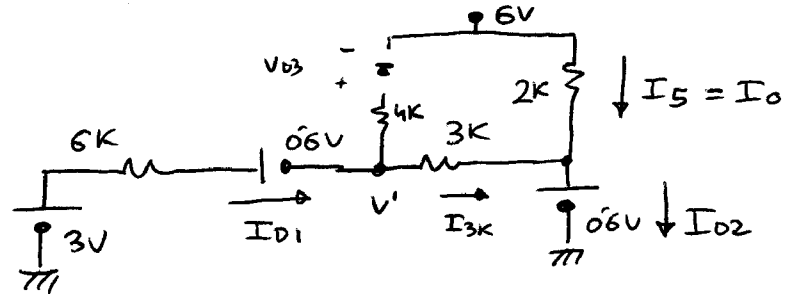 6V
VD3
-
+
4K
2K
I5 = I0
6K
0'6V
3K
3V
ID1
V'
I3K
0'6V
ID2